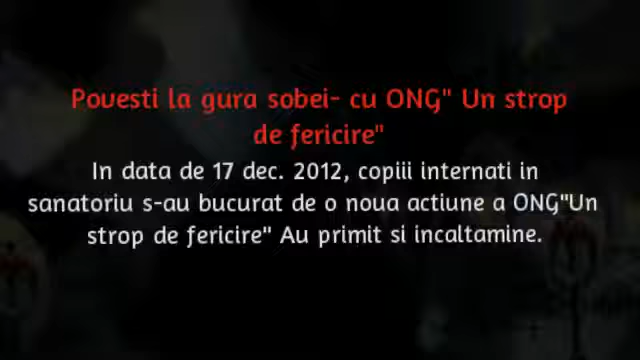 Povesti la gura sobei- cu ONG" Un strop
de fericire"
In data de 17 dec. 2012, copiii internati in
sanatoriu s-au bucurat de o noua actiune a ONG"Un
strop de fericire" Au primit si incaltamine.